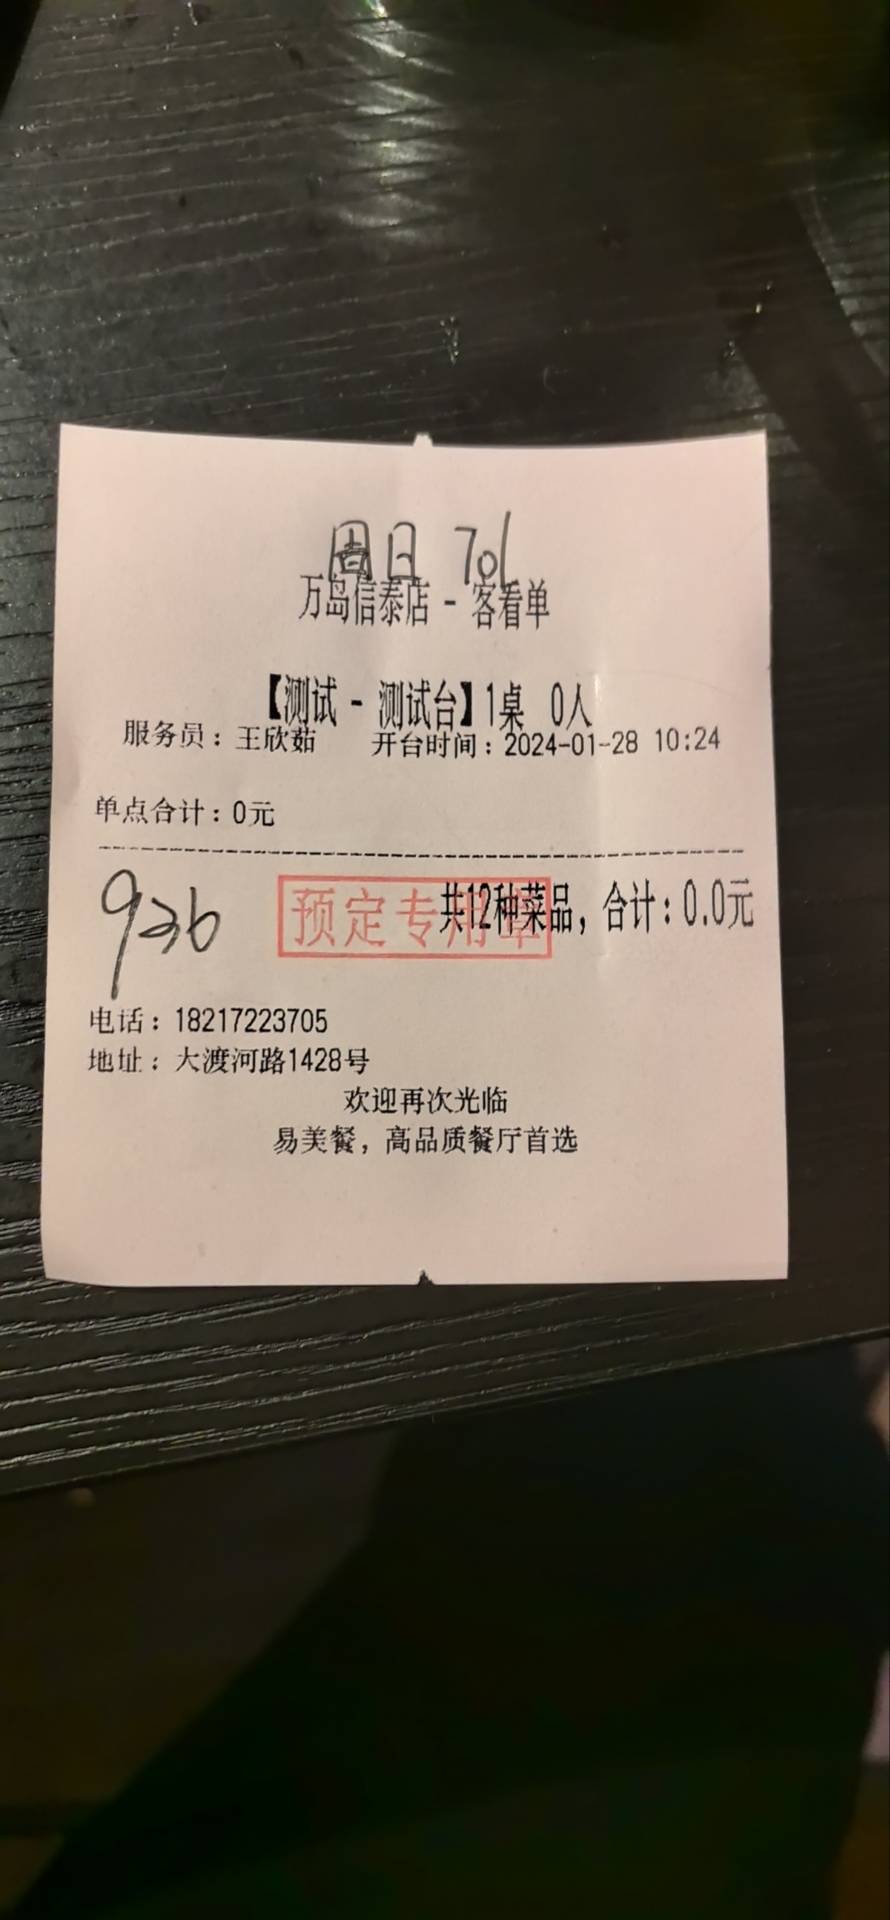 周日 701
万岛信泰店 - 客看单
【测试 - 测试台】1桌 0人
服务员：王欣茹 开台时间：2024-01-28 10:24
单点合计：0元
936
预定专用章
共12种菜品，合计：0.0元
电话：18217223705
地址：大渡河路1428号
欢迎再次光临
易美餐，高品质餐厅首选